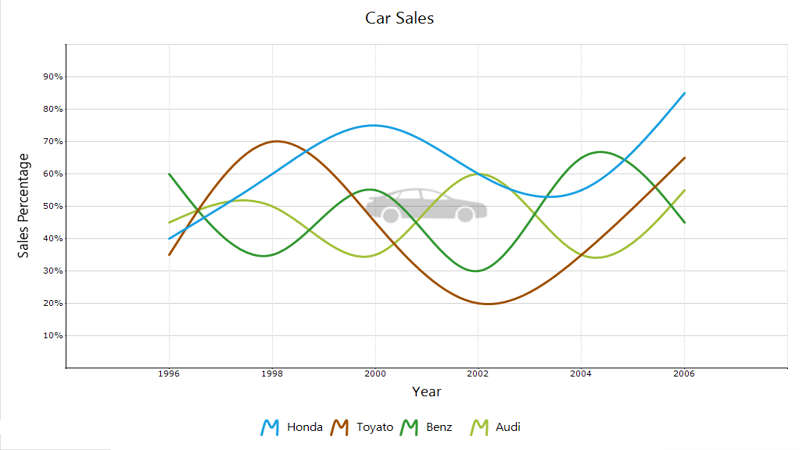 Car Sales
90%
80%
70%
60%
50%
40%
30%
20%
10%
Sales Percentage
1996 1998 2000 2002 2004 2006
Year
Honda Toyato Benz Audi